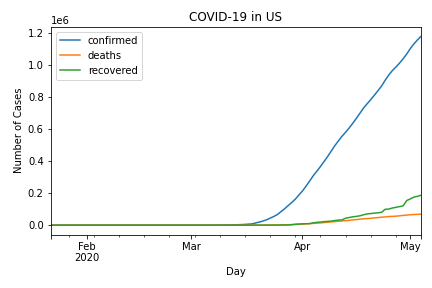 COVID-19 in US
1e6
confirmed
deaths
recovered
Number of Cases
1.2
1.0
0.8
0.6
0.4
0.2
0.0
Feb
2020
Mar
Apr
May
Day